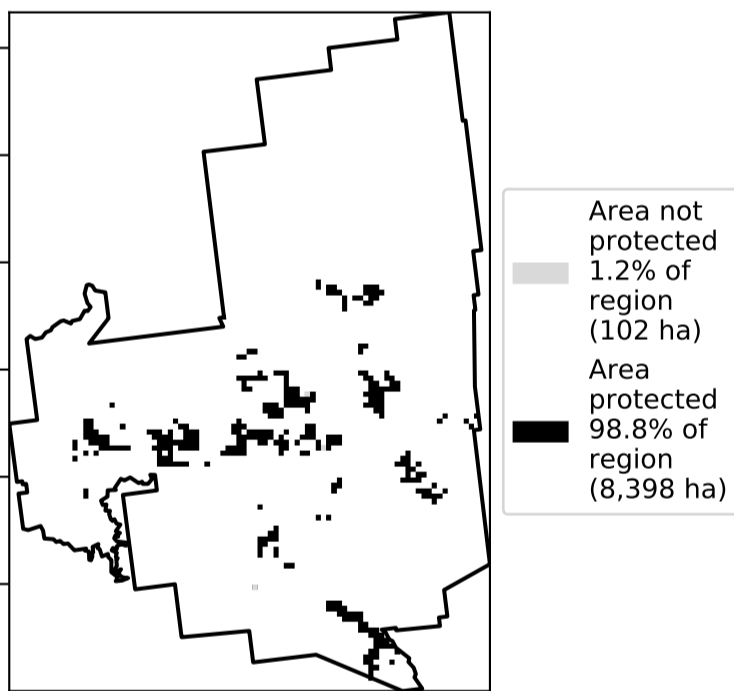 Area not
protected
1.2% of
region
(102 ha)
Area
protected
98.8% of
region
(8,398 ha)